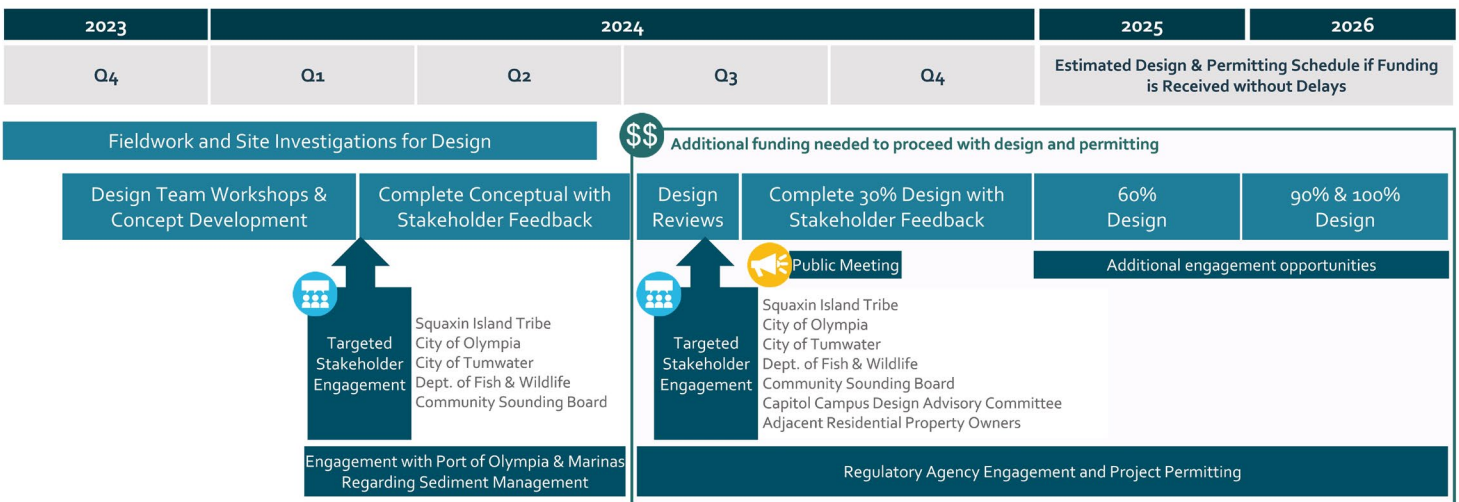 2023
2024
2025
2026
Q4
Q1
Q2
Q3
Q4
Estimated Design & Permitting Schedule if Funding
is Received without Delays
Fieldwork and Site Investigations for Design
$$
Additional funding needed to proceed with design and permitting
Design Team Workshops &
Concept Development
Complete Conceptual with
Stakeholder Feedback
Design
Reviews
Complete 30% Design with
Stakeholder Feedback
60%
Design
90% & 100%
Design
Public Meeting
Additional engagement opportunities
Targeted
Stakeholder
Engagement
Squaxin Island Tribe
City of Olympia
City of Tumwater
Dept. of Fish & Wildlife
Community Sounding Board
Targeted
Stakeholder
Engagement
Squaxin Island Tribe
City of Olympia
City of Tumwater
Dept. of Fish & Wildlife
Community Sounding Board
Capitol Campus Design Advisory Committee
Adjacent Residential Property Owners
Engagement with Port of Olympia & Marinas
Regarding Sediment Management
Regulatory Agency Engagement and Project Permitting